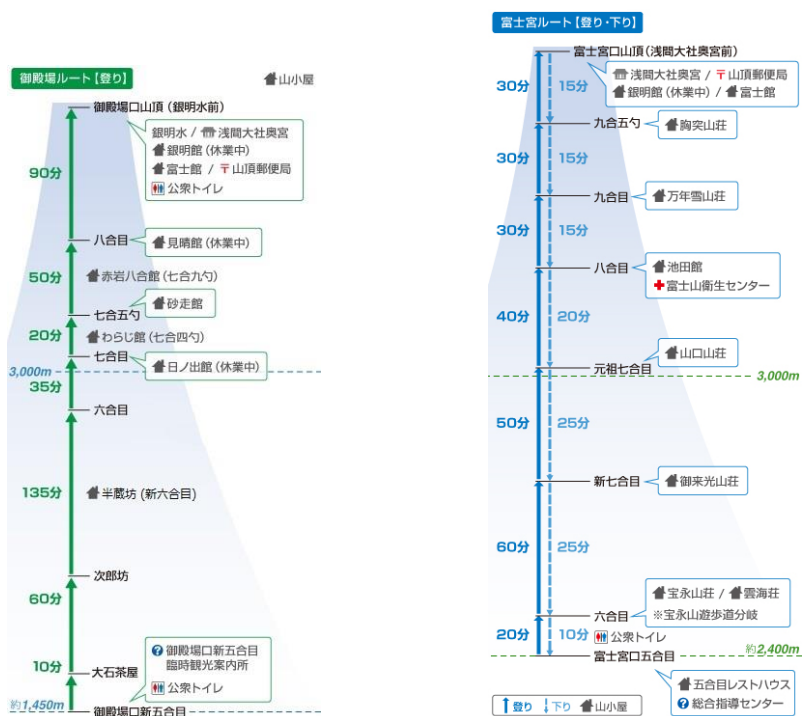 御殿場ルート【登り】
山小屋
御殿場口山頂（銀明水前）
銀明水 / 浅間大社奥宮
銀明館（休業中）
富士館 / 山頂郵便局
公衆トイレ
90分
八合目
見晴館（休業中）
50分
赤岩八合館（七合九勺）
砂走館
七合五勺
20分
わらじ館（七合四勺）
七合目
日ノ出館（休業中）
3,000m
35分
六合目
135分
半蔵坊 (新六合目)
次郎坊
60分
御殿場口新五合目
臨時観光案内所
公衆トイレ
10分
大石茶屋
約1,450m
御殿場口新五合目
富士宮ルート【登り・下り】
富士宮口山頂（浅間大社奥宮前）
浅間大社奥宮 / 山頂郵便局
銀明館（休業中）/ 富士館
30分 15分
九合五勺
胸突山荘
30分 15分
九合目
万年雪山荘
30分 15分
八合目
池田館
富士山衛生センター
40分 20分
山口山荘
元祖七合目
3,000m
50分 25分
新七合目
御来光山荘
60分 25分
宝永山荘 / 雲海荘
※宝永山遊歩道分岐
六合目
20分 10分
公衆トイレ
約2,400m
富士宮口五合目
五合目レストハウス
総合指導センター
登り 下り 山小屋